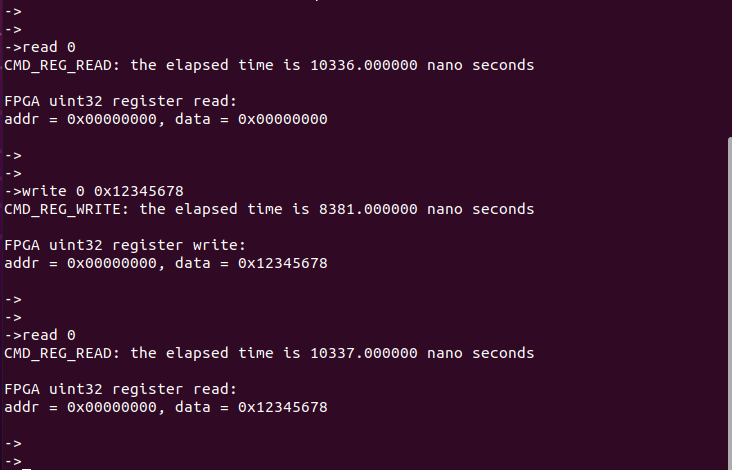 ->
->
->read 0
CMD_REG_READ: the elapsed time is 10336.000000 nano seconds
FPGA uint32 register read:
addr = 0x00000000, data = 0x00000000
->
->
->write 0 0x12345678
CMD_REG_WRITE: the elapsed time is 8381.000000 nano seconds
FPGA uint32 register write:
addr = 0x00000000, data = 0x12345678
->
->
->read 0
CMD_REG_READ: the elapsed time is 10337.000000 nano seconds
FPGA uint32 register read:
addr = 0x00000000, data = 0x12345678
->
->_